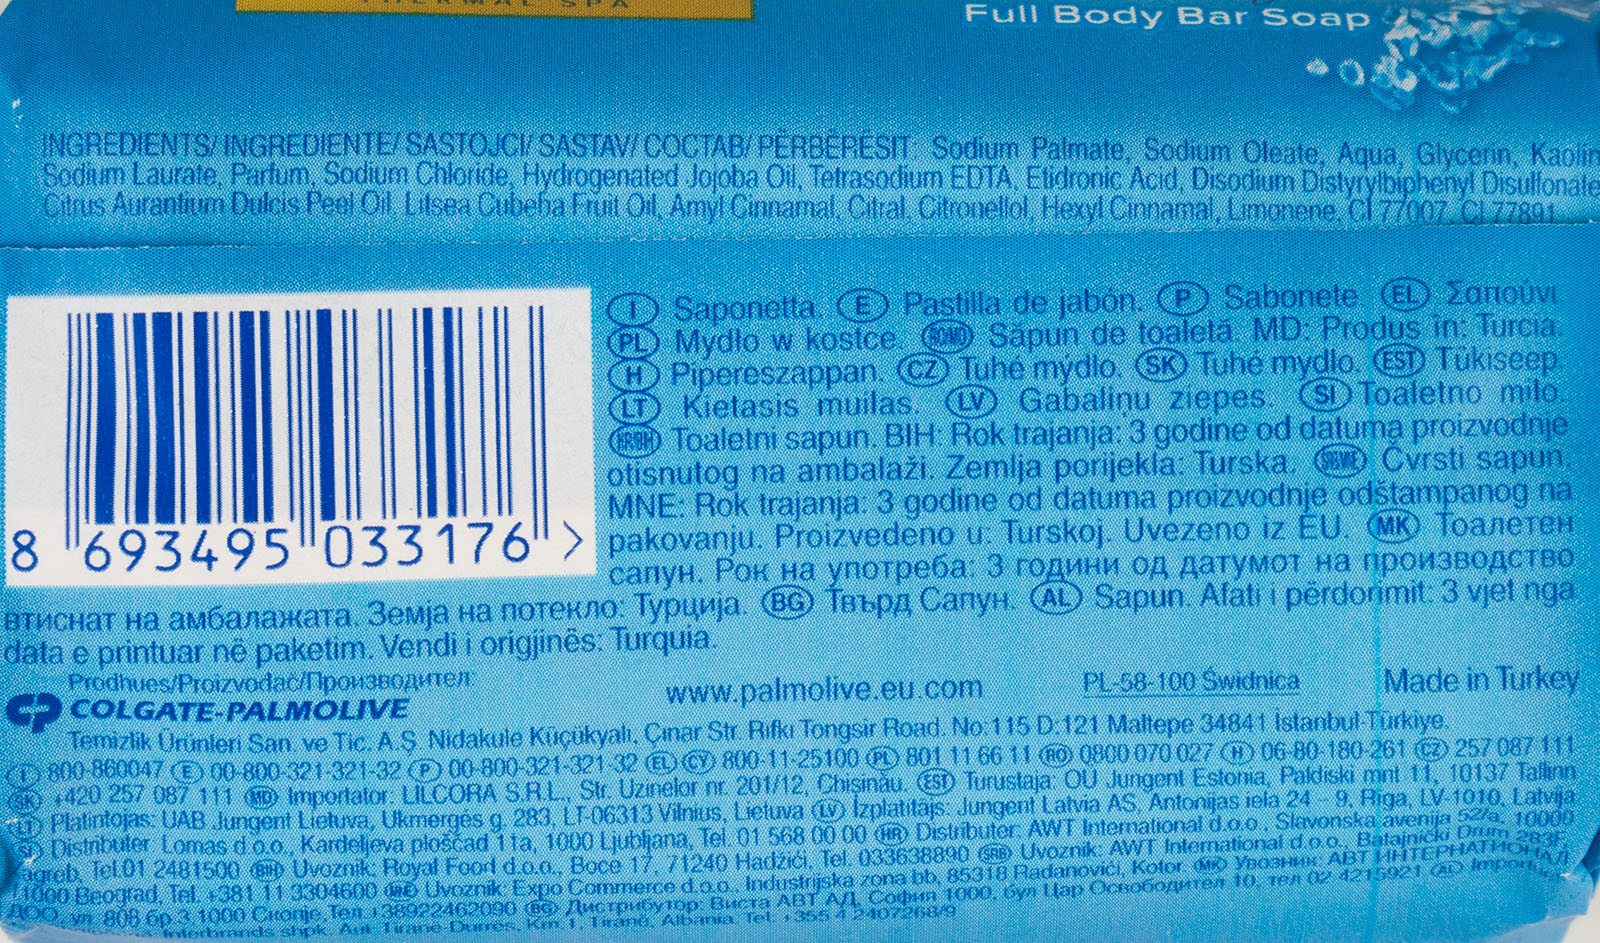 THERMAL SPA
Full Body Bar Soap
INGREDIENTS/ INGREDIENTE/ SASTOJCI/ SASTAV/ СОСТАВ/ PËRBËRËSIT: Sodium Palmate, Sodium Oleate, Aqua, Glycerin, Kaolin
Sodium Laurate, Parfum, Sodium Chloride, Hydrogenated Jojoba Oil, Tetrasodium EDTA, Etidronic Acid, Disodium Distyrylbiphenyl Disulfonate
Citrus Aurantium Dulcis Peel Oil, Litsea Cubeba Fruit Oil, Amyl Cinnamal, Citral, Citronellol, Hexyl Cinnamal, Limonene, CI 77007, CI 77891
I Saponetta. E Pastilla de jabón. P Sabonete. EL Σαπούνι.
PL Mydło w kostce. RO/MD Săpun de toaletă. MD: Produs în: Turcia.
H Pipereszappan. CZ Tuhé mýdlo. SK Tuhé mydlo. EST Tükiseep.
LT Kietasis muilas. LV Gabaliņu ziepes. SI Toaletno milo.
HR/BIH Toaletni sapun. BIH: Rok trajanja: 3 godine od datuma proizvodnje
otisnutog na ambalaži. Zemlja porijekla: Turska. SRB/MNE Čvrsti sapun.
MNE: Rok trajanja: 3 godine od datuma proizvodnje odštampanog na
8 693495 033176 >
pakovanju. Proizvedeno u: Turskoj. Uvezeno iz EU. MK Тоалетен
сапун. Рок на употреба: 3 години од датумот на производство
втиснат на амбалажата. Земја на потекло: Турција. BG Твърд Сапун. AL Sapun. Afati i përdorimit: 3 vjet nga
data e printuar në paketim. Vendi i origjinës: Turquia.
Prodhues/Proizvođač/Производител:
COLGATE-PALMOLIVE
www.palmolive.eu.com
PL-58-100 Świdnica
Made in Turkey
Temizlik Ürünleri San. ve Tic. A.Ş. Nidakule Küçükyalı, Çınar Str. Rıfkı Tongsir Road. No:115 D:121 Maltepe 34841 İstanbul-Türkiye.
I 800-860047 E 00-800-321-321-32 P 00-800-321-321-32 EL CY 800-11-25100 PL 801 11 66 11 RO 0800 070 027 H 06-80-180-261 CZ 257 087 111
SK +420 257 087 111 MD Importator: LILCORA S.R.L., Str. Uzinelor nr. 201/12, Chisinău. EST Turustaja: OU Jungent Estonia, Paldiski mnt 11, 10137 Tallinn
LT Platintojas: UAB Jungent Lietuva, Ukmergės g. 283, LT-06313 Vilnius, Lietuva LV Izplatītājs: Jungent Latvia AS, Antonijas iela 24 – 9, Riga, LV-1010, Latvija
SI Distributer: Lomas d.o.o., Kardeljeva ploščad 11a, 1000 Ljubljana, Tel. 01 568 00 00 HR Distributer: AWT International d.o.o., Slavonska avenija 52/a, 10000
agreb, Tel.01 2481500 BIH Uvoznik: Royal Food d.o.o., Boce 17, 71240 Hadžići, Tel. 033638890 SRB Uvoznik: AWT International d.o.o., Batajnički Drum 283F,
1000 Beograd, Tel. +381 11 3304600 MNE Uvoznik: Expo Commerce d.o.o., Industrijska zona bb, 85318 Radanovići, Kotor MK Увозник: АВТ ИНТЕРНАТИОНАЛ
ДОО, ул. 808 бр.3 1000 Скопје, Тел. +38922462090 BG Дистрибутор: Виста АВТ АД, София 1000, бул Цар Освободител 10, тел 02 4215921 AL
Interbrands shpk, Aut. Tiranë-Durrës, Km 1, Tiranë, Albania. Tel: +355 4 2407268/9